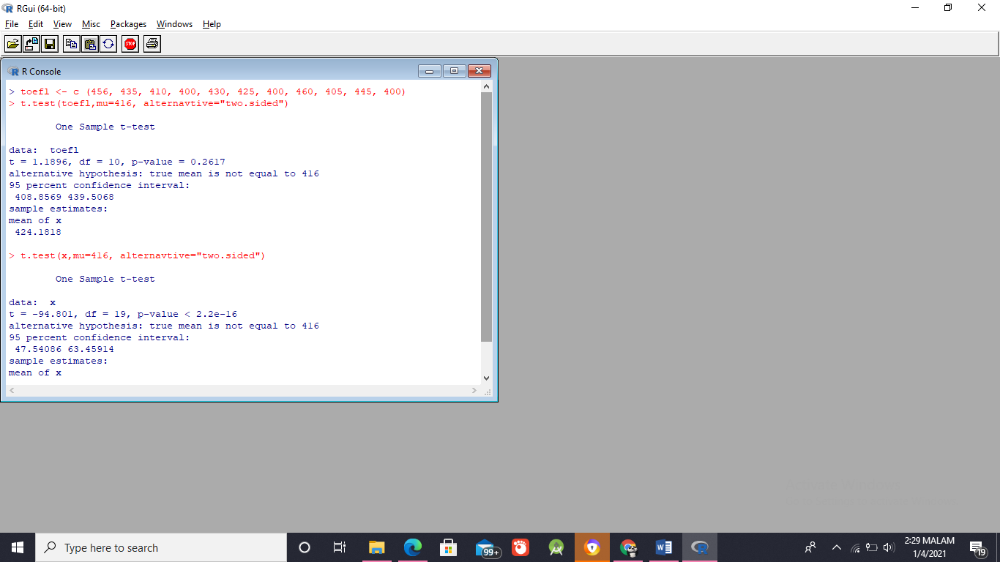 RGui (64-bit)
File Edit View Misc Packages Windows Help
STOP
R Console
> toefl <- c (456, 435, 410, 400, 430, 425, 400, 460, 405, 445, 400)
> t.test(toefl,mu=416, alternavtive="two.sided")
One Sample t-test
data:  toefl
t = 1.1896, df = 10, p-value = 0.2617
alternative hypothesis: true mean is not equal to 416
95 percent confidence interval:
408.8569 439.5068
sample estimates:
mean of x
424.1818
> t.test(x,mu=416, alternavtive="two.sided")
One Sample t-test
data:  x
t = -94.801, df = 19, p-value < 2.2e-16
alternative hypothesis: true mean is not equal to 416
95 percent confidence interval:
47.54086 63.45914
sample estimates:
mean of x
Type here to search
99+
2:29 MALAM
1/4/2021
19